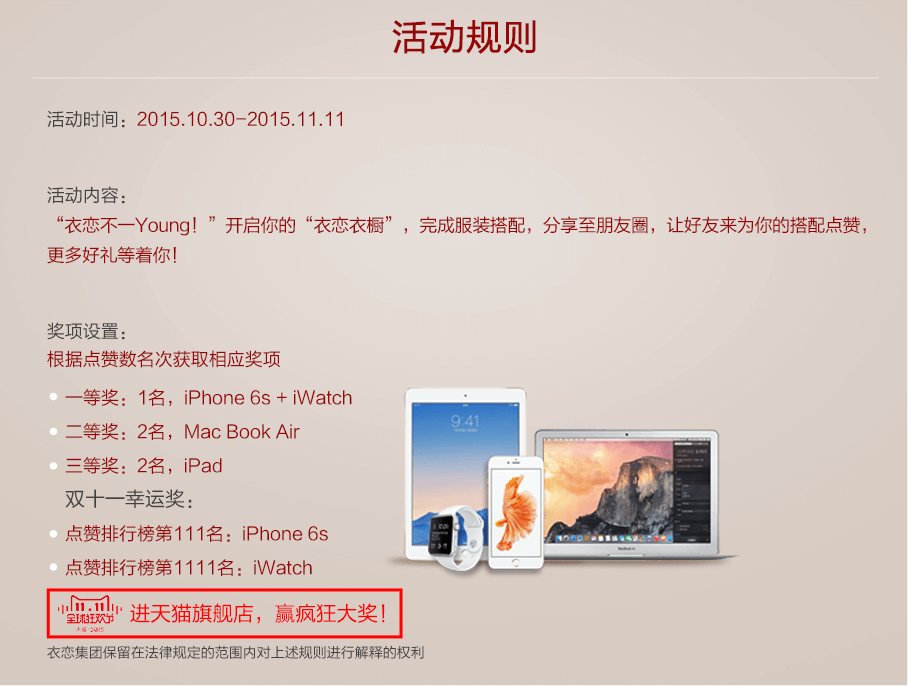 活动规则
活动时间：2015.10.30-2015.11.11
活动内容：
“衣恋不一Young！”开启你的“衣恋衣橱”，完成服装搭配，分享至朋友圈，让好友来为你的搭配点赞，
更多好礼等着你！
奖项设置：
根据点赞数名次获取相应奖项
一等奖：1名，iPhone 6s + iWatch
二等奖：2名，Mac Book Air
三等奖：2名，iPad
双十一幸运奖：
点赞排行榜第111名：iPhone 6s
点赞排行榜第1111名：iWatch
9:41
11.11
全球狂欢节
天猫·2015
进天猫旗舰店，赢疯狂大奖！
衣恋集团保留在法律规定的范围内对上述规则进行解释的权利